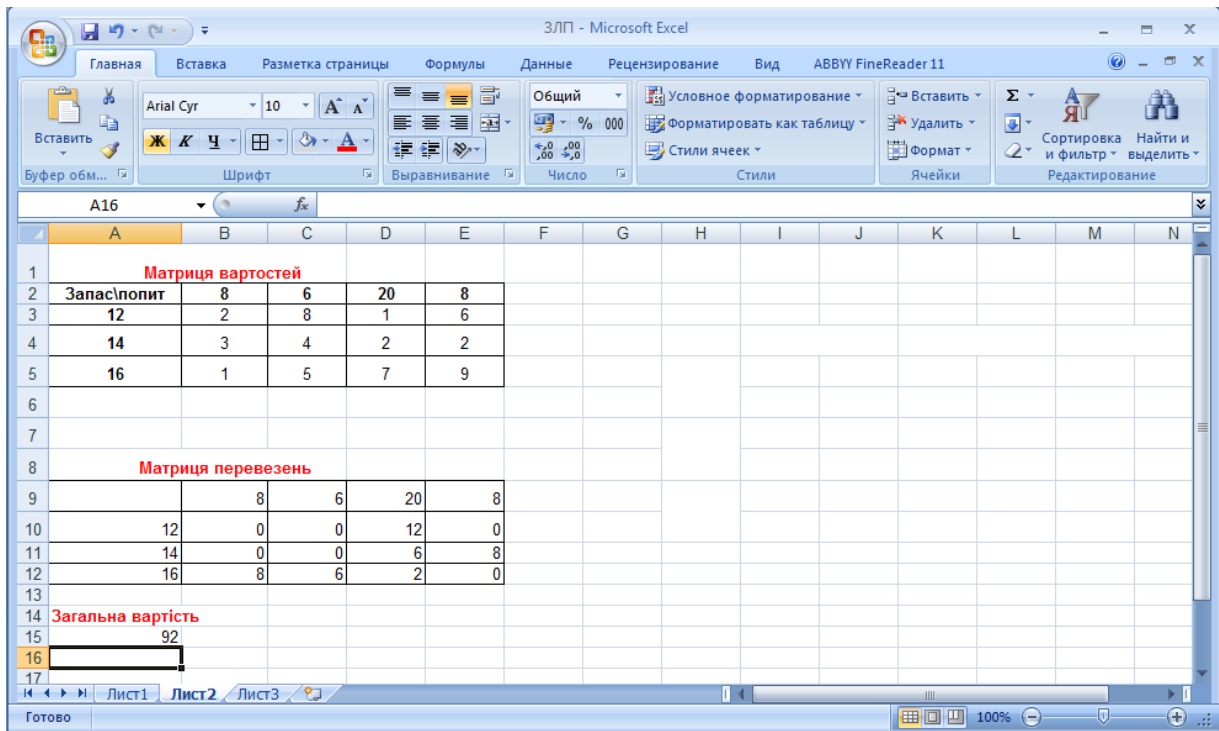 ЗЛП - Microsoft Excel
Главная Вставка Разметка страницы Формулы Данные Рецензирование Вид ABBYY FineReader 11
Вставить
Arial Cyr 10
Ж К Ч
Общий
% 000
Условное форматирование
Форматировать как таблицу
Стили ячеек
Вставить
Удалить
Формат
Σ
Сортировка и фильтр
Найти и выделить
Буфер обм... Шрифт Выравнивание Число Стили Ячейки Редактирование
A16 fx
A B C D E F G H I J K L M N
1 Матриця вартостей
2 Запас\попит 8 6 20 8
3 12 2 8 1 6
4 14 3 4 2 2
5 16 1 5 7 9
6
7
8 Матриця перевезень
9 8 6 20 8
10 12 0 0 12 0
11 14 0 0 6 8
12 16 8 6 2 0
13
14 Загальна вартість
15 92
16
17
Лист1 Лист2 Лист3
Готово 100%